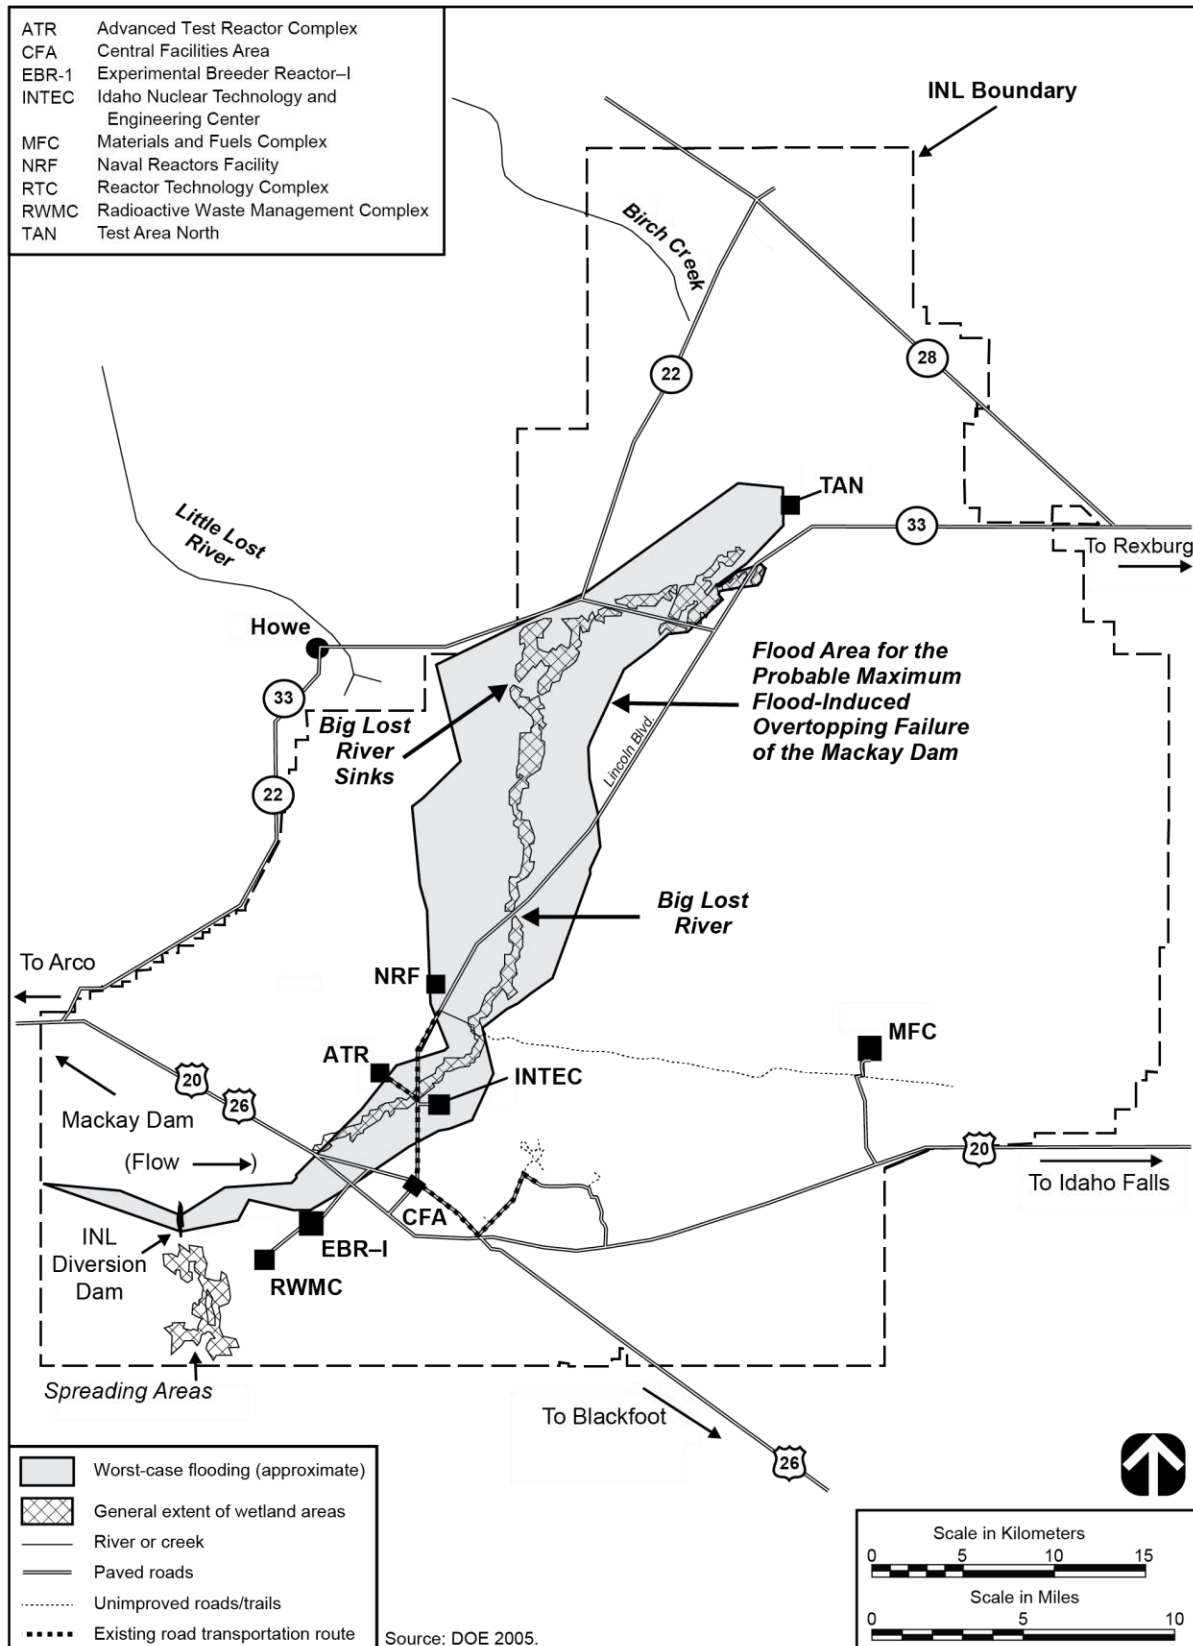 ATR Advanced Test Reactor Complex
CFA Central Facilities Area
EBR-1 Experimental Breeder Reactor–I
INTEC Idaho Nuclear Technology and
Engineering Center
MFC Materials and Fuels Complex
NRF Naval Reactors Facility
RTC Reactor Technology Complex
RWMC Radioactive Waste Management Complex
TAN Test Area North
INL Boundary
Birch Creek
22
28
TAN
33
To Rexburg
Little Lost
River
Howe
33
Big Lost
River
Sinks
Flood Area for the
Probable Maximum
Flood-Induced
Overtopping Failure
of the Mackay Dam
Lincoln Blvd.
22
Big Lost
River
To Arco
NRF
MFC
ATR
INTEC
20
26
Mackay Dam
(Flow )
20
To Idaho Falls
CFA
EBR–I
INL
Diversion
Dam
RWMC
Spreading Areas
To Blackfoot
26
Worst-case flooding (approximate)
General extent of wetland areas
River or creek
Paved roads
Unimproved roads/trails
Existing road transportation route
Source: DOE 2005.
Scale in Kilometers
0 5 10 15
Scale in Miles
0 5 10